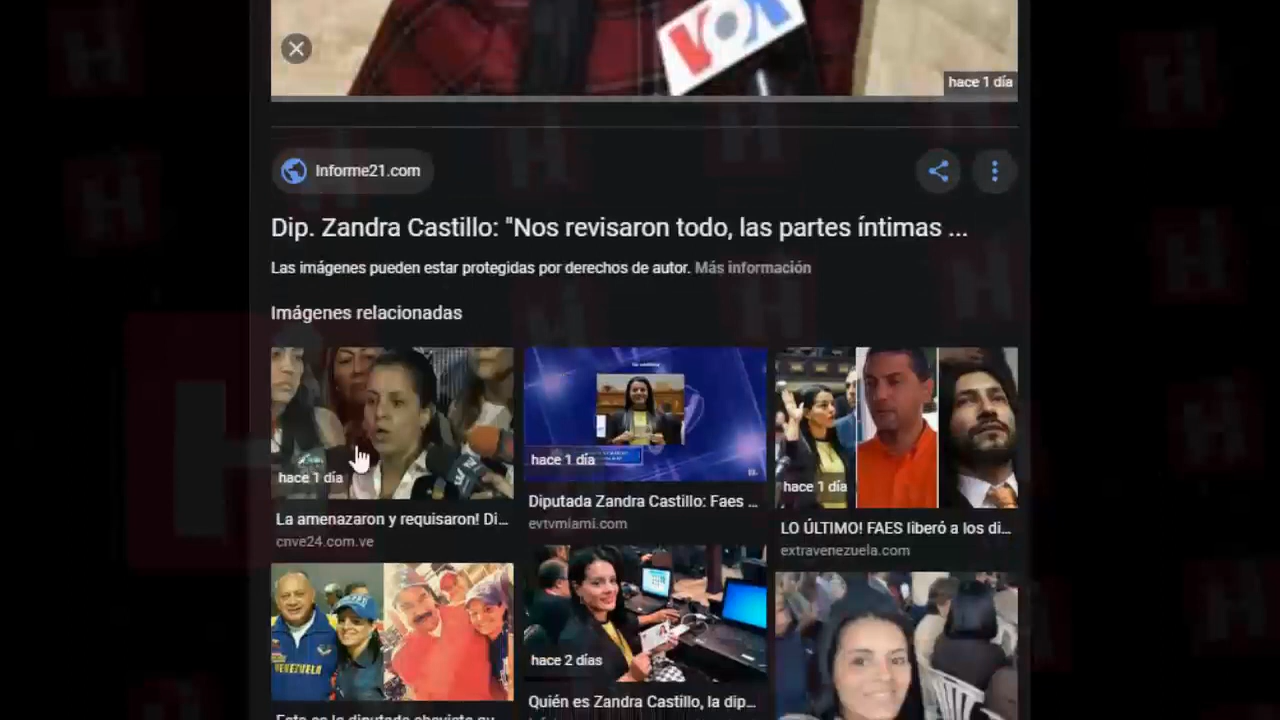 VOA
hace 1 día
Informe21.com
Dip. Zandra Castillo: "Nos revisaron todo, las partes íntimas ...
Las imágenes pueden estar protegidas por derechos de autor. Más información
Imágenes relacionadas
hace 1 día
La amenazaron y requisaron! Di...
cnve24.com.ve
hace 1 día
Diputada Zandra Castillo: Faes ...
evtvmiami.com
hace 1 día
LO ÚLTIMO! FAES liberó a los di...
extravenezuela.com
VENEZUELA
hace 2 días
Quién es Zandra Castillo, la dip...